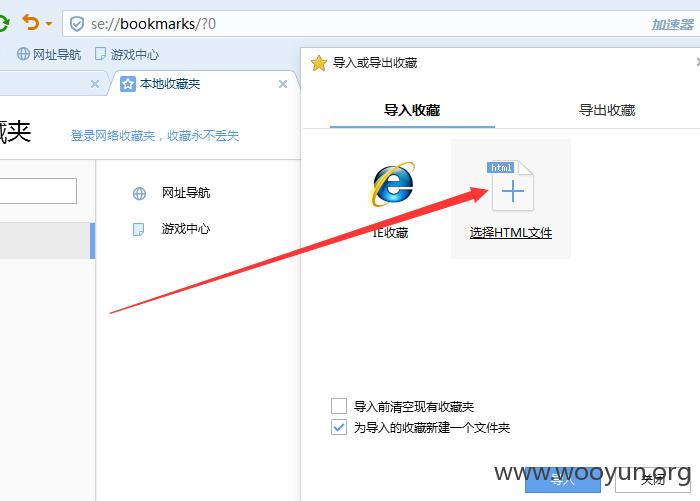 se://bookmarks/?0
加速器
网址导航 游戏中心
导入或导出收藏
本地收藏夹
导入收藏 导出收藏
藏夹 登录网络收藏夹，收藏永不丢失
html
网址导航
游戏中心
IE收藏 选择HTML文件
导入前清空现有收藏夹
为导入的收藏新建一个文件夹
导入 关闭
www.wooyun.org